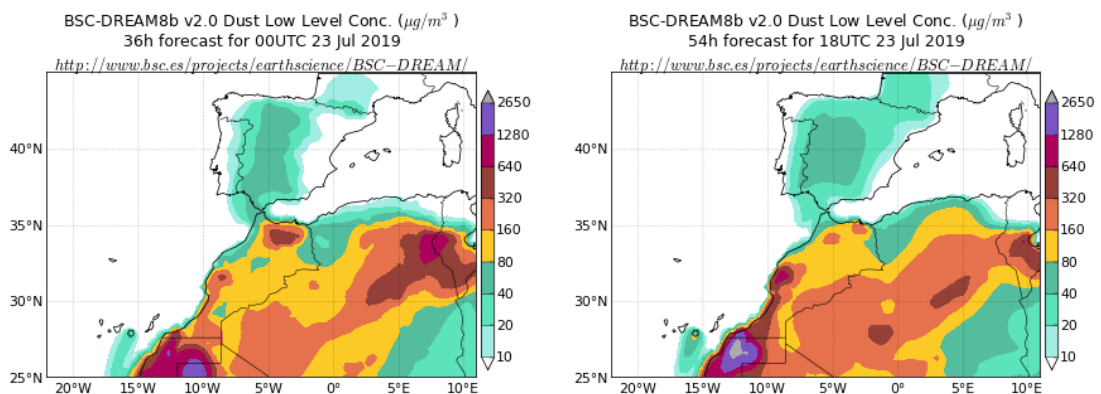 BSC-DREAM8b v2.0 Dust Low Level Conc. (μg/m³ )
36h forecast for 00UTC 23 Jul 2019
http://www.bsc.es/projects/earthscience/BSC−DREAM/
40°N
35°N
30°N
25°N
20°W 15°W 10°W 5°W 0° 5°E 10°E
2650
1280
640
320
160
80
40
20
10
BSC-DREAM8b v2.0 Dust Low Level Conc. (μg/m³ )
54h forecast for 18UTC 23 Jul 2019
http://www.bsc.es/projects/earthscience/BSC−DREAM/
40°N
35°N
30°N
25°N
20°W 15°W 10°W 5°W 0° 5°E 10°E
2650
1280
640
320
160
80
40
20
10